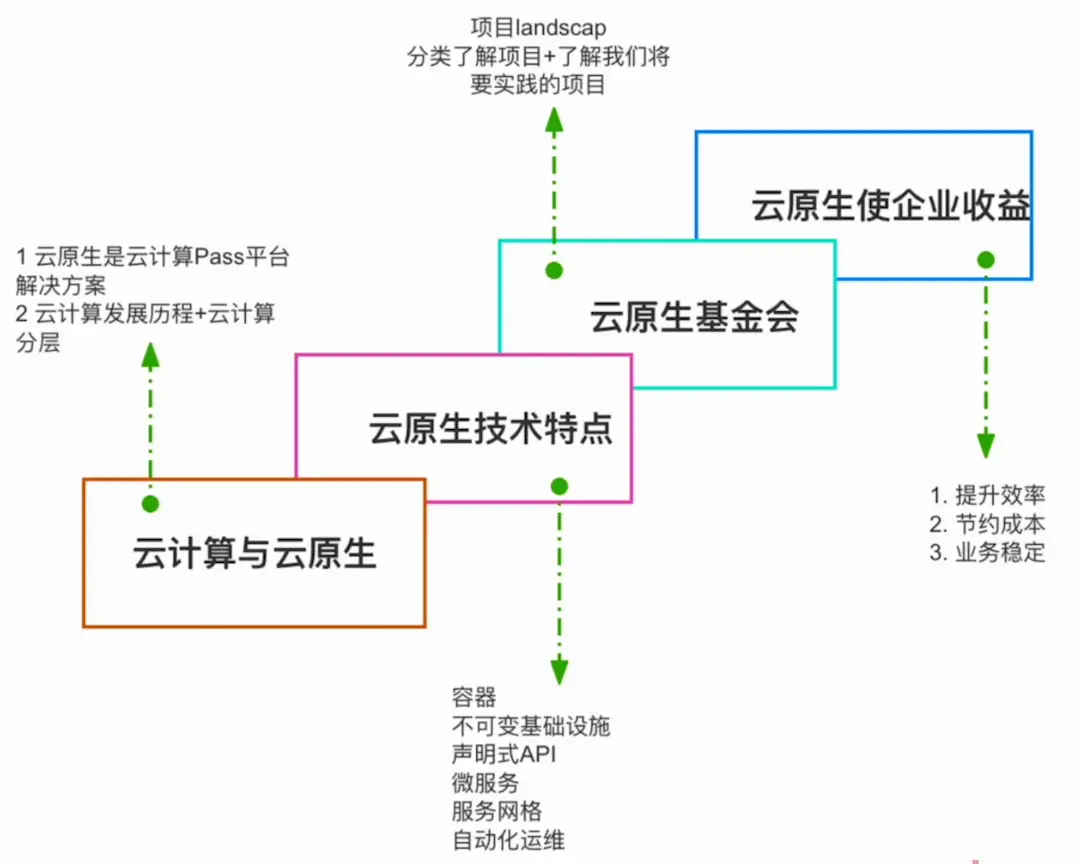 项目landscap
分类了解项目+了解我们将
要实践的项目
云原生使企业收益
1 云原生是云计算Pass平台
解决方案
2 云计算发展历程+云计算
分层
云原生基金会
云原生技术特点
1. 提升效率
2. 节约成本
3. 业务稳定
云计算与云原生
容器
不可变基础设施
声明式API
微服务
服务网格
自动化运维